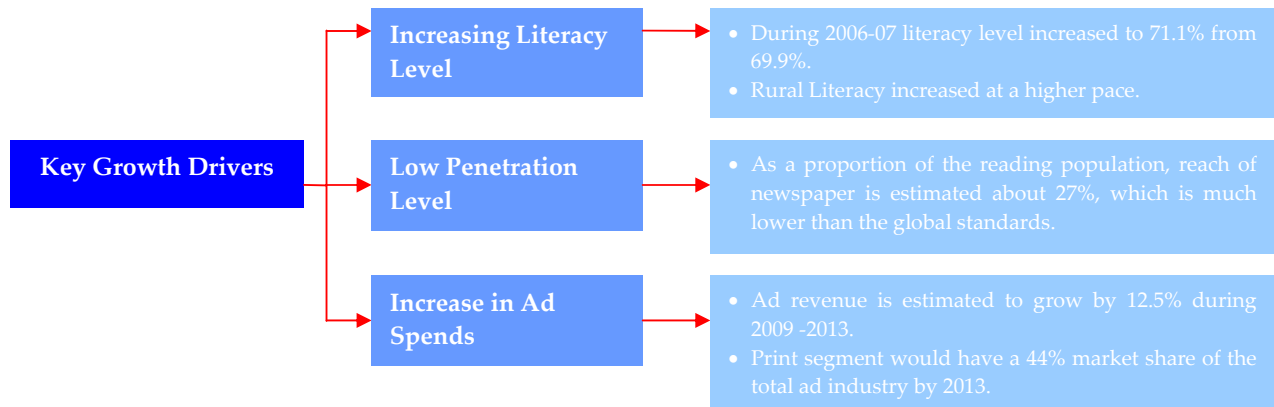 Key Growth Drivers
Increasing Literacy
Level
• During 2006-07 literacy level increased to 71.1% from
69.9%.
• Rural Literacy increased at a higher pace.
Low Penetration
Level
• As a proportion of the reading population, reach of
newspaper is estimated about 27%, which is much
lower than the global standards.
Increase in Ad
Spends
• Ad revenue is estimated to grow by 12.5% during
2009 -2013.
• Print segment would have a 44% market share of the
total ad industry by 2013.